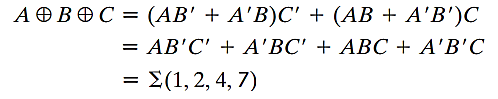 A ⊕ B ⊕ C = (AB' + A'B)C' + (AB + A'B')C
= AB'C' + A'BC' + ABC + A'B'C
= Σ(1, 2, 4, 7)